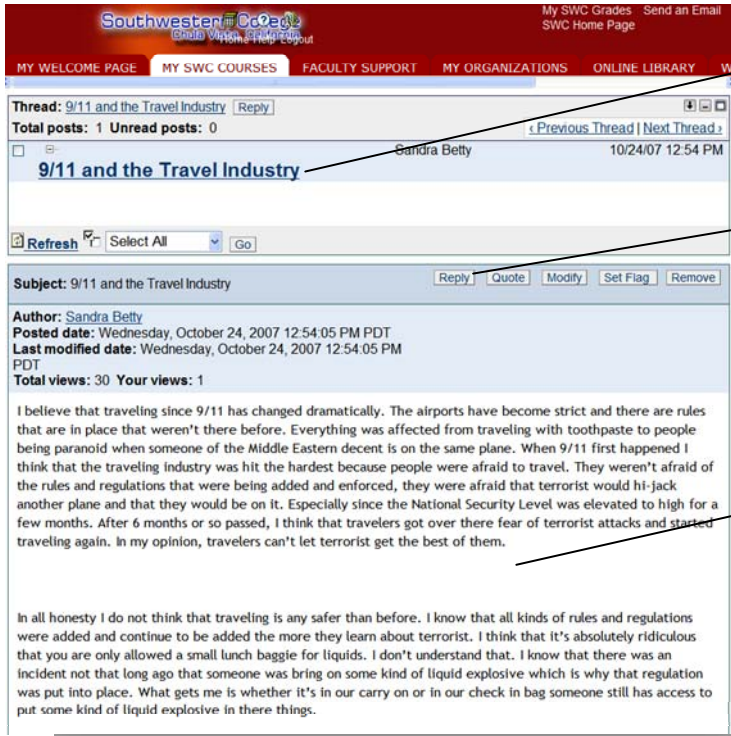 My SWC Grades Send an Email
Southwestern College
SWC Home Page
Chula Vista, California
Home Help Logout
MY WELCOME PAGE MY SWC COURSES FACULTY SUPPORT MY ORGANIZATIONS ONLINE LIBRARY W
Thread: 9/11 and the Travel Industry Reply
Total posts: 1 Unread posts: 0 ‹ Previous Thread | Next Thread ›
Sandra Betty 10/24/07 12:54 PM
9/11 and the Travel Industry
Refresh Select All Go
Subject: 9/11 and the Travel Industry Reply Quote Modify Set Flag Remove
Author: Sandra Betty
Posted date: Wednesday, October 24, 2007 12:54:05 PM PDT
Last modified date: Wednesday, October 24, 2007 12:54:05 PM
PDT
Total views: 30 Your views: 1
I believe that traveling since 9/11 has changed dramatically. The airports have become strict and there are rules
that are in place that weren't there before. Everything was affected from traveling with toothpaste to people
being paranoid when someone of the Middle Eastern decent is on the same plane. When 9/11 first happened I
think that the traveling industry was hit the hardest because people were afraid to travel. They weren't afraid of
the rules and regulations that were being added and enforced, they were afraid that terrorist would hi-jack
another plane and that they would be on it. Especially since the National Security Level was elevated to high for a
few months. After 6 months or so passed, I think that travelers got over there fear of terrorist attacks and started
traveling again. In my opinion, travelers can't let terrorist get the best of them.
In all honesty I do not think that traveling is any safer than before. I know that all kinds of rules and regulations
were added and continue to be added the more they learn about terrorist. I think that it's absolutely ridiculous
that you are only allowed a small lunch baggie for liquids. I don't understand that. I know that there was an
incident not that long ago that someone was bring on some kind of liquid explosive which is why that regulation
was put into place. What gets me is whether it's in our carry on or in our check in bag someone still has access to
put some kind of liquid explosive in there things.